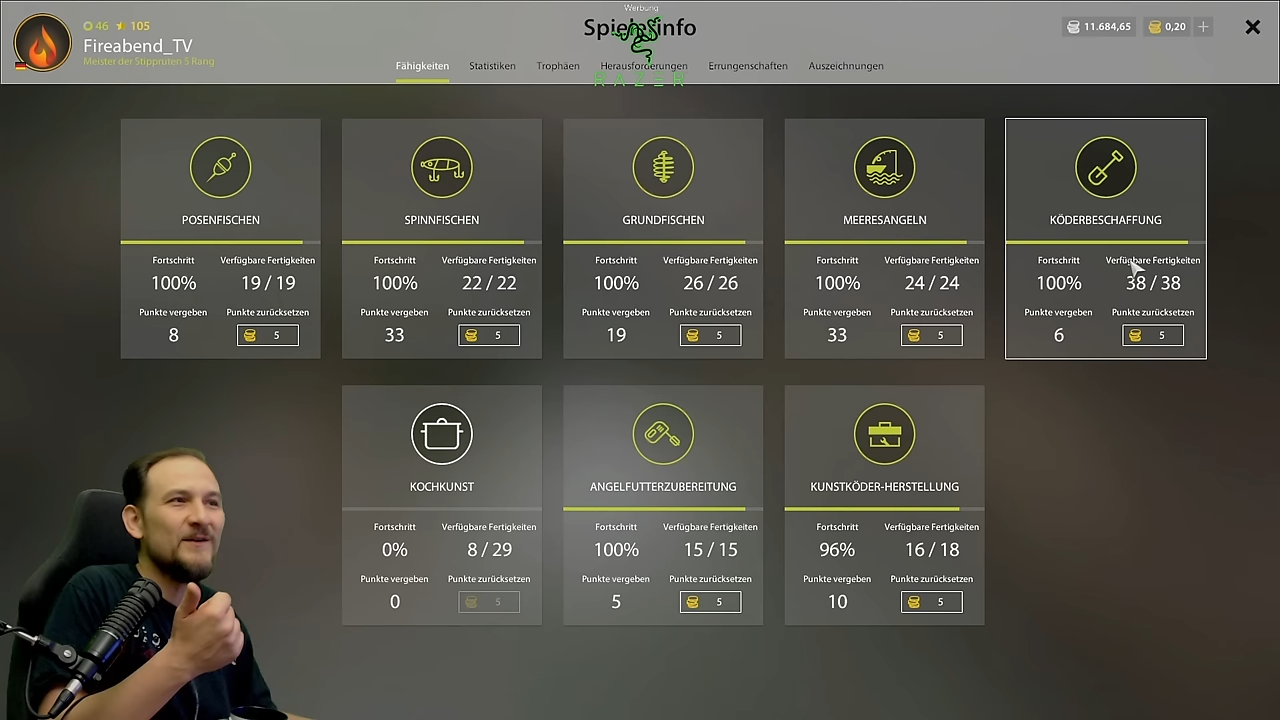 Werbung
46 105
Fireabend_TV
Meister der Stippruten 5 Rang
Spielinfo
RAZER
11.684,65
0,20
Fähigkeiten Statistiken Trophäen Herausforderungen Errungenschaften Auszeichnungen
POSENFISCHEN
Fortschritt Verfügbare Fertigkeiten
100% 19 / 19
Punkte vergeben Punkte zurücksetzen
8 5
SPINNFISCHEN
Fortschritt Verfügbare Fertigkeiten
100% 22 / 22
Punkte vergeben Punkte zurücksetzen
33 5
GRUNDFISCHEN
Fortschritt Verfügbare Fertigkeiten
100% 26 / 26
Punkte vergeben Punkte zurücksetzen
19 5
MEERESANGELN
Fortschritt Verfügbare Fertigkeiten
100% 24 / 24
Punkte vergeben Punkte zurücksetzen
33 5
KÖDERBESCHAFFUNG
Fortschritt Verfügbare Fertigkeiten
100% 38 / 38
Punkte vergeben Punkte zurücksetzen
6 5
KOCHKUNST
Fortschritt Verfügbare Fertigkeiten
0% 8 / 29
Punkte vergeben Punkte zurücksetzen
0 5
ANGELFUTTERZUBEREITUNG
Fortschritt Verfügbare Fertigkeiten
100% 15 / 15
Punkte vergeben Punkte zurücksetzen
5 5
KUNSTKÖDER-HERSTELLUNG
Fortschritt Verfügbare Fertigkeiten
96% 16 / 18
Punkte vergeben Punkte zurücksetzen
10 5